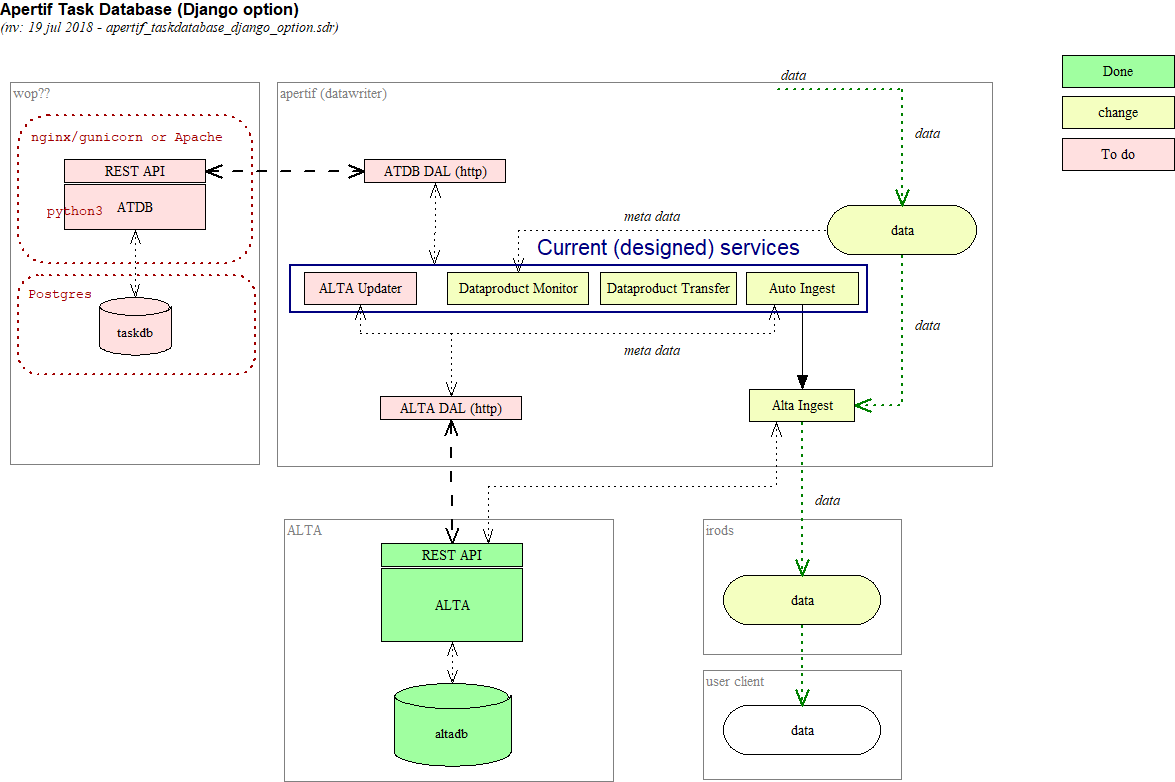 Apertif Task Database (Django option)
(nv: 19 jul 2018 - apertif_taskdatabase_django_option.sdr)
Done
change
To do
wop??
nginx/gunicorn or Apache
REST API
ATDB
python3
Postgres
taskdb
apertif (datawriter)
data
data
ATDB DAL (http)
meta data
data
Current (designed) services
ALTA Updater
Dataproduct Monitor
Dataproduct Transfer
Auto Ingest
meta data
data
ALTA DAL (http)
Alta Ingest
data
ALTA
REST API
ALTA
altadb
irods
data
user client
data